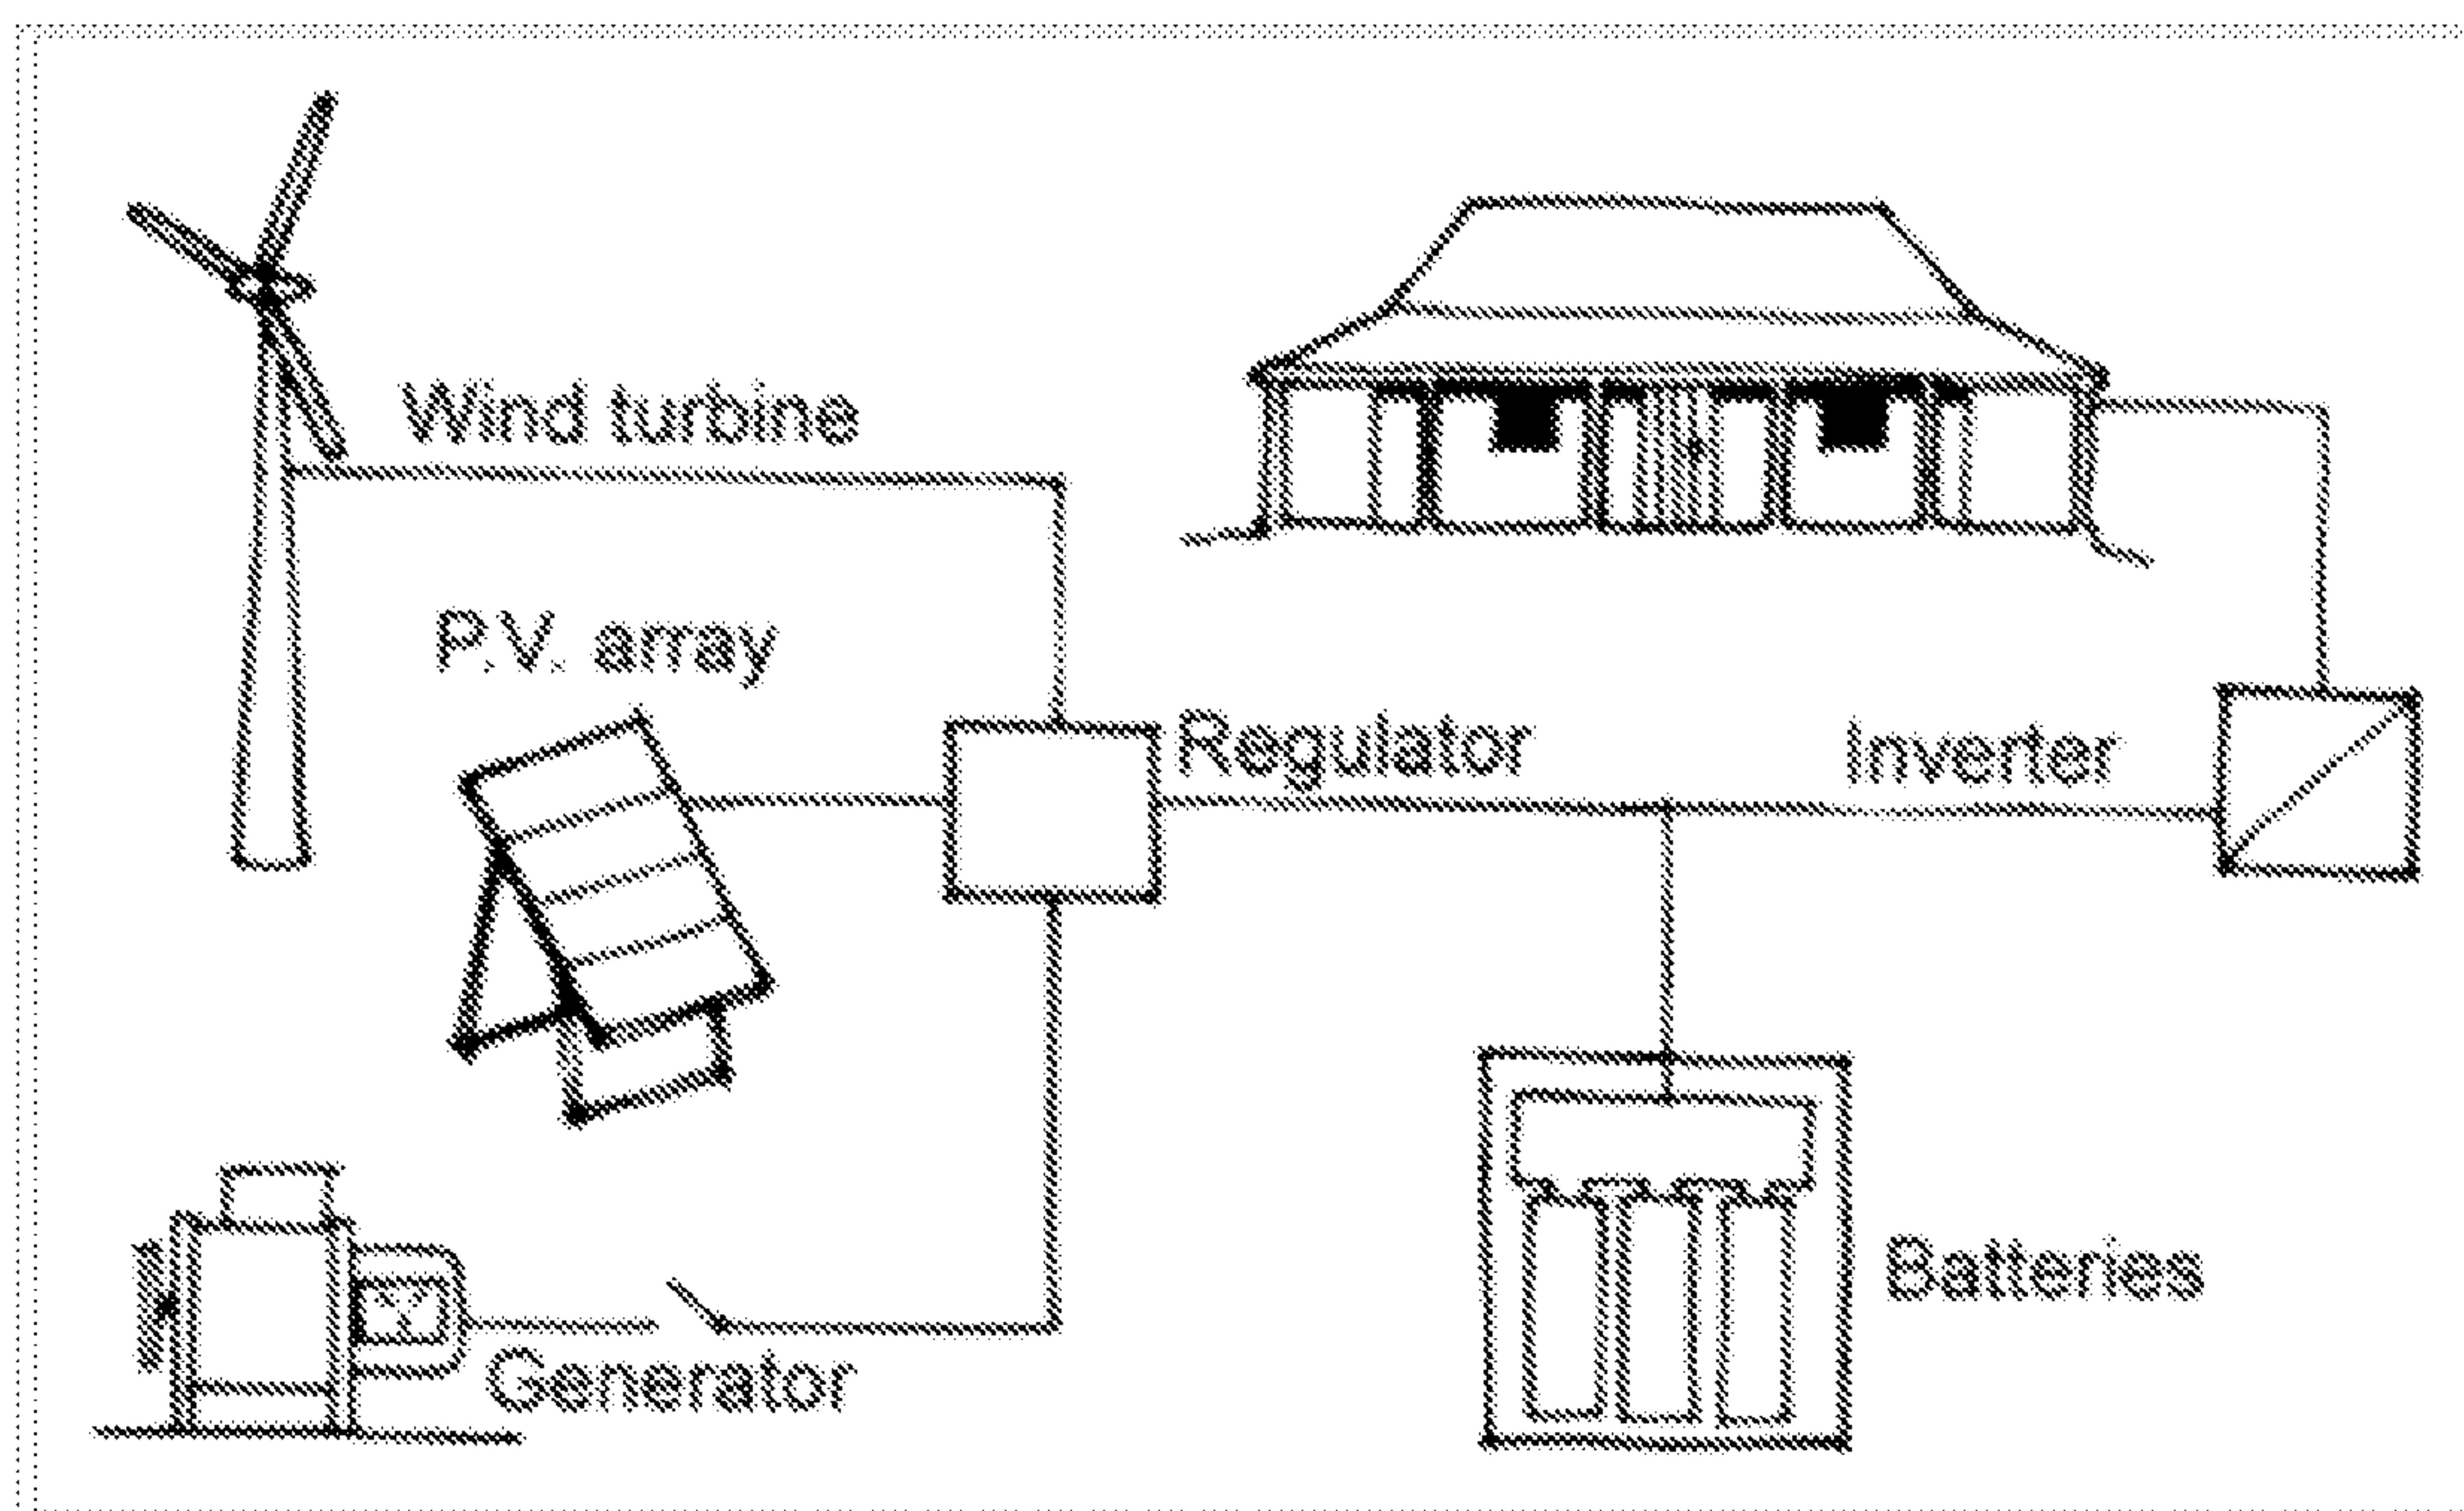 Wind turbine
P.V. array
Regulator
Inverter
Batteries
Generator